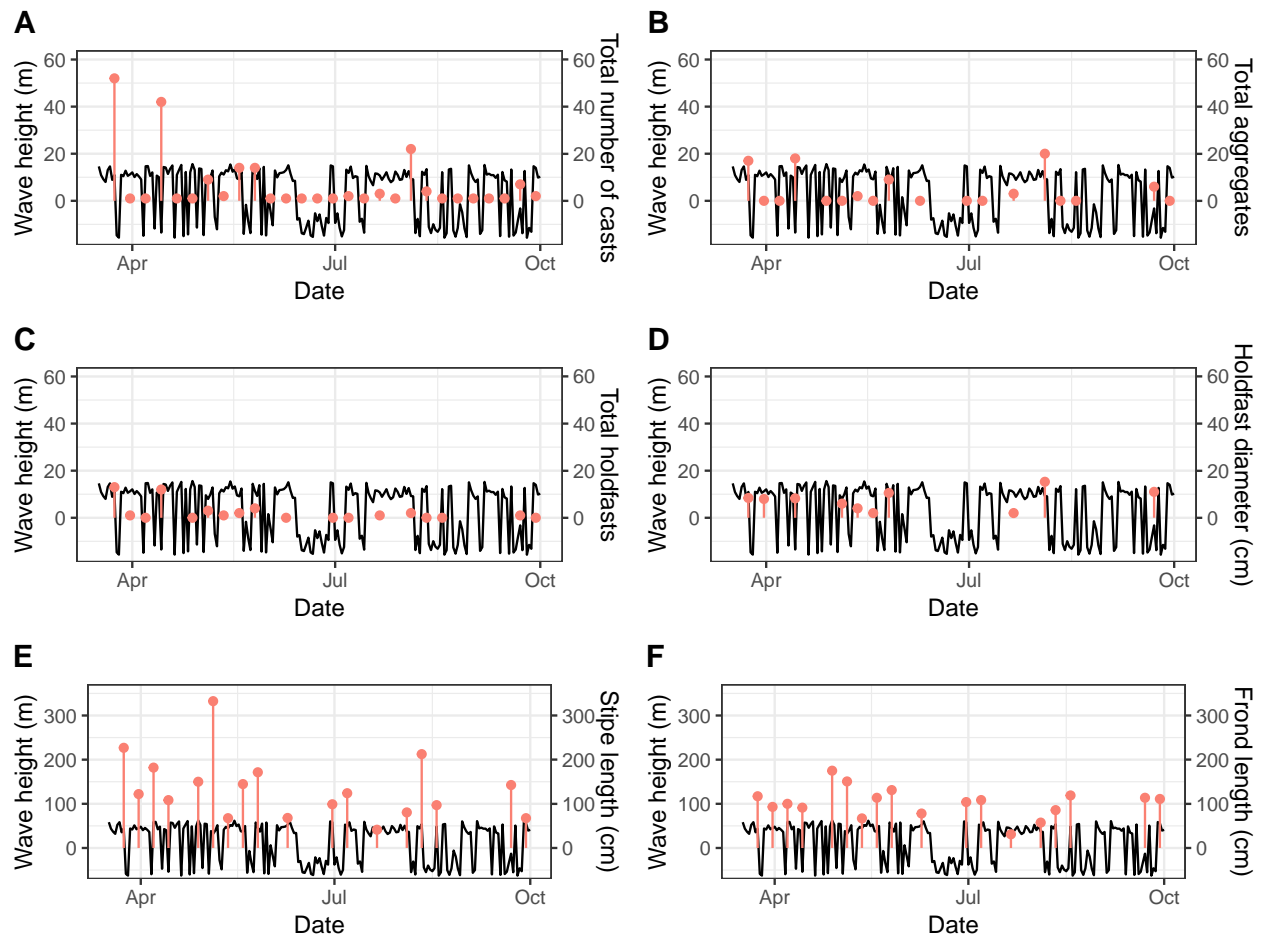 A
Wave height (m)
60
40
20
0
60
40
20
0
Total number of casts
Apr
Jul
Oct
Date
B
Wave height (m)
60
40
20
0
60
40
20
0
Total aggregates
Apr
Jul
Oct
Date
C
Wave height (m)
60
40
20
0
60
40
20
0
Total holdfasts
Apr
Jul
Oct
Date
D
Wave height (m)
60
40
20
0
60
40
20
0
Holdfast diameter (cm)
Apr
Jul
Oct
Date
E
Wave height (m)
300
200
100
0
300
200
100
0
Stipe length (cm)
Apr
Jul
Oct
Date
F
Wave height (m)
300
200
100
0
300
200
100
0
Frond length (cm)
Apr
Jul
Oct
Date